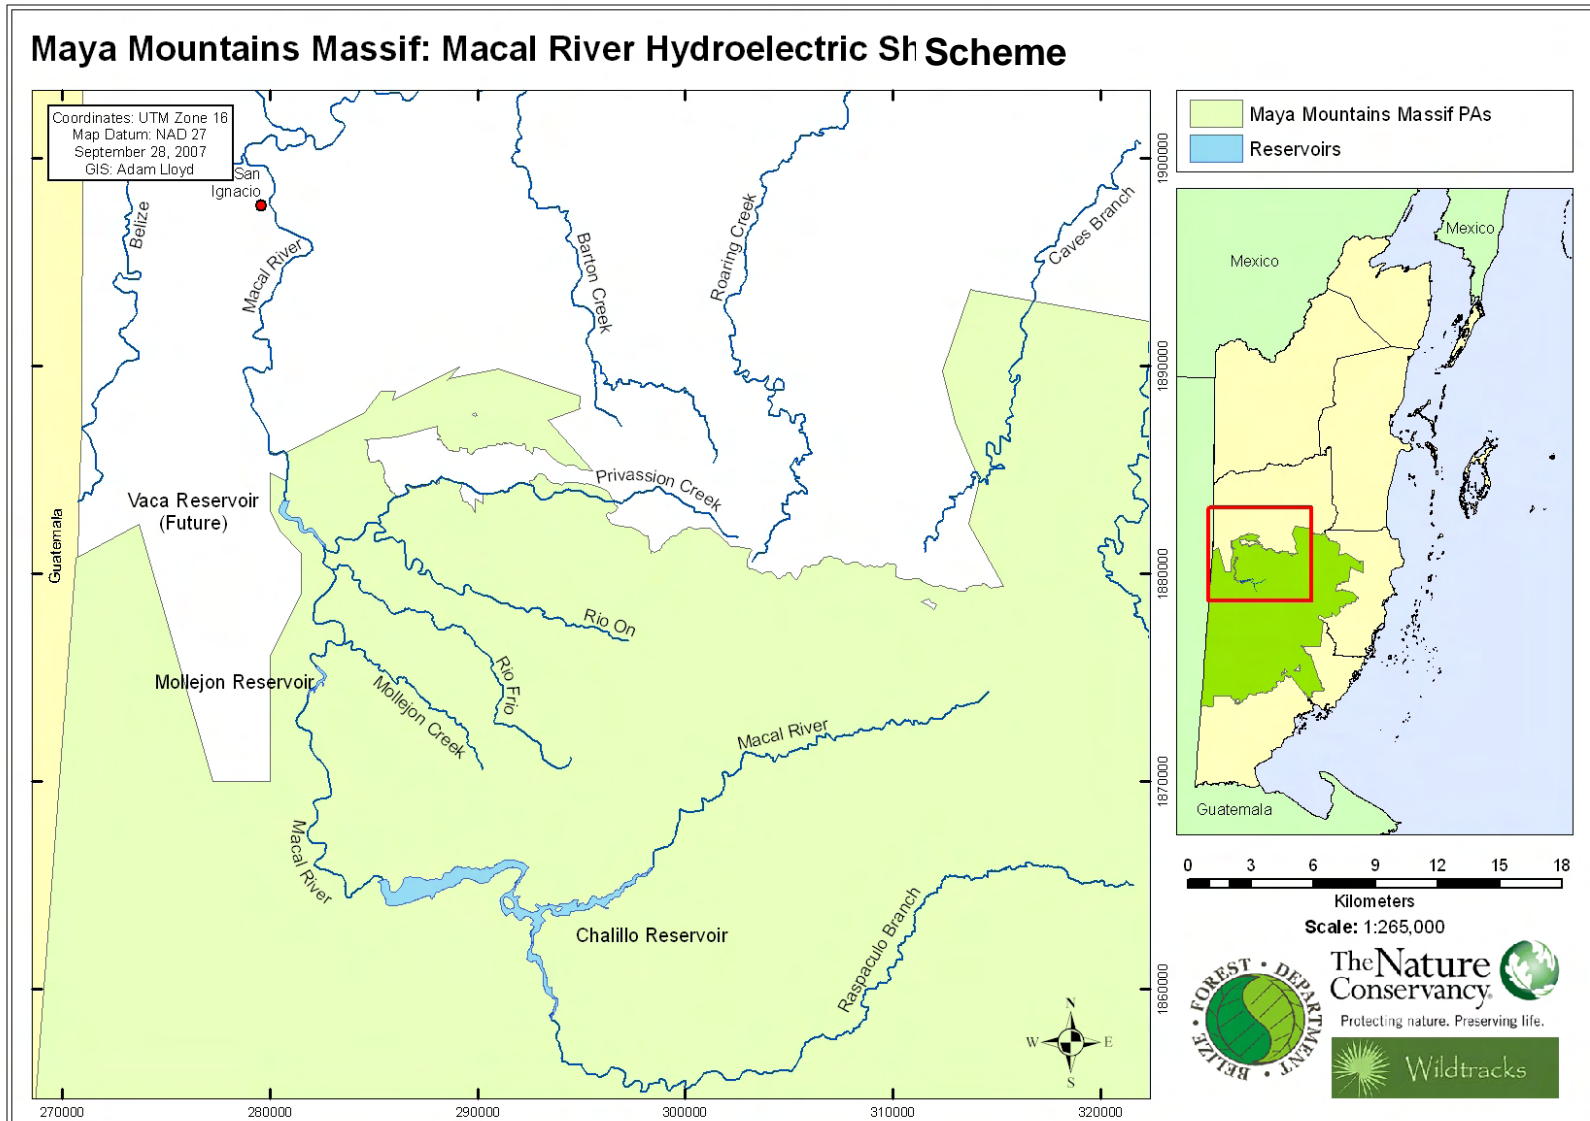 Maya Mountains Massif: Macal River Hydroelectric Sh Scheme
Coordinates: UTM Zone 16
Map Datum: NAD 27
September 28, 2007
GIS: Adam Lloyd
San
Ignacio
Belize
Macal River
Barton Creek
Roaring Creek
Caves Branch
Privassion Creek
Vaca Reservoir
(Future)
Guatemala
Rio On
Rio Frio
Mollejon Reservoir
Mollejon Creek
Macal River
Macal River
Chalillo Reservoir
Raspaculo Branch
N
W
E
S
270000
280000
290000
300000
310000
320000
1900000
1890000
1880000
1870000
1860000
Maya Mountains Massif PAs
Reservoirs
Mexico
Mexico
Guatemala
0 3 6 9 12 15 18
Kilometers
Scale: 1:265,000
BELIZE • FOREST • DEPARTMENT •
The Nature
Conservancy
Protecting nature. Preserving life.
Wildtracks